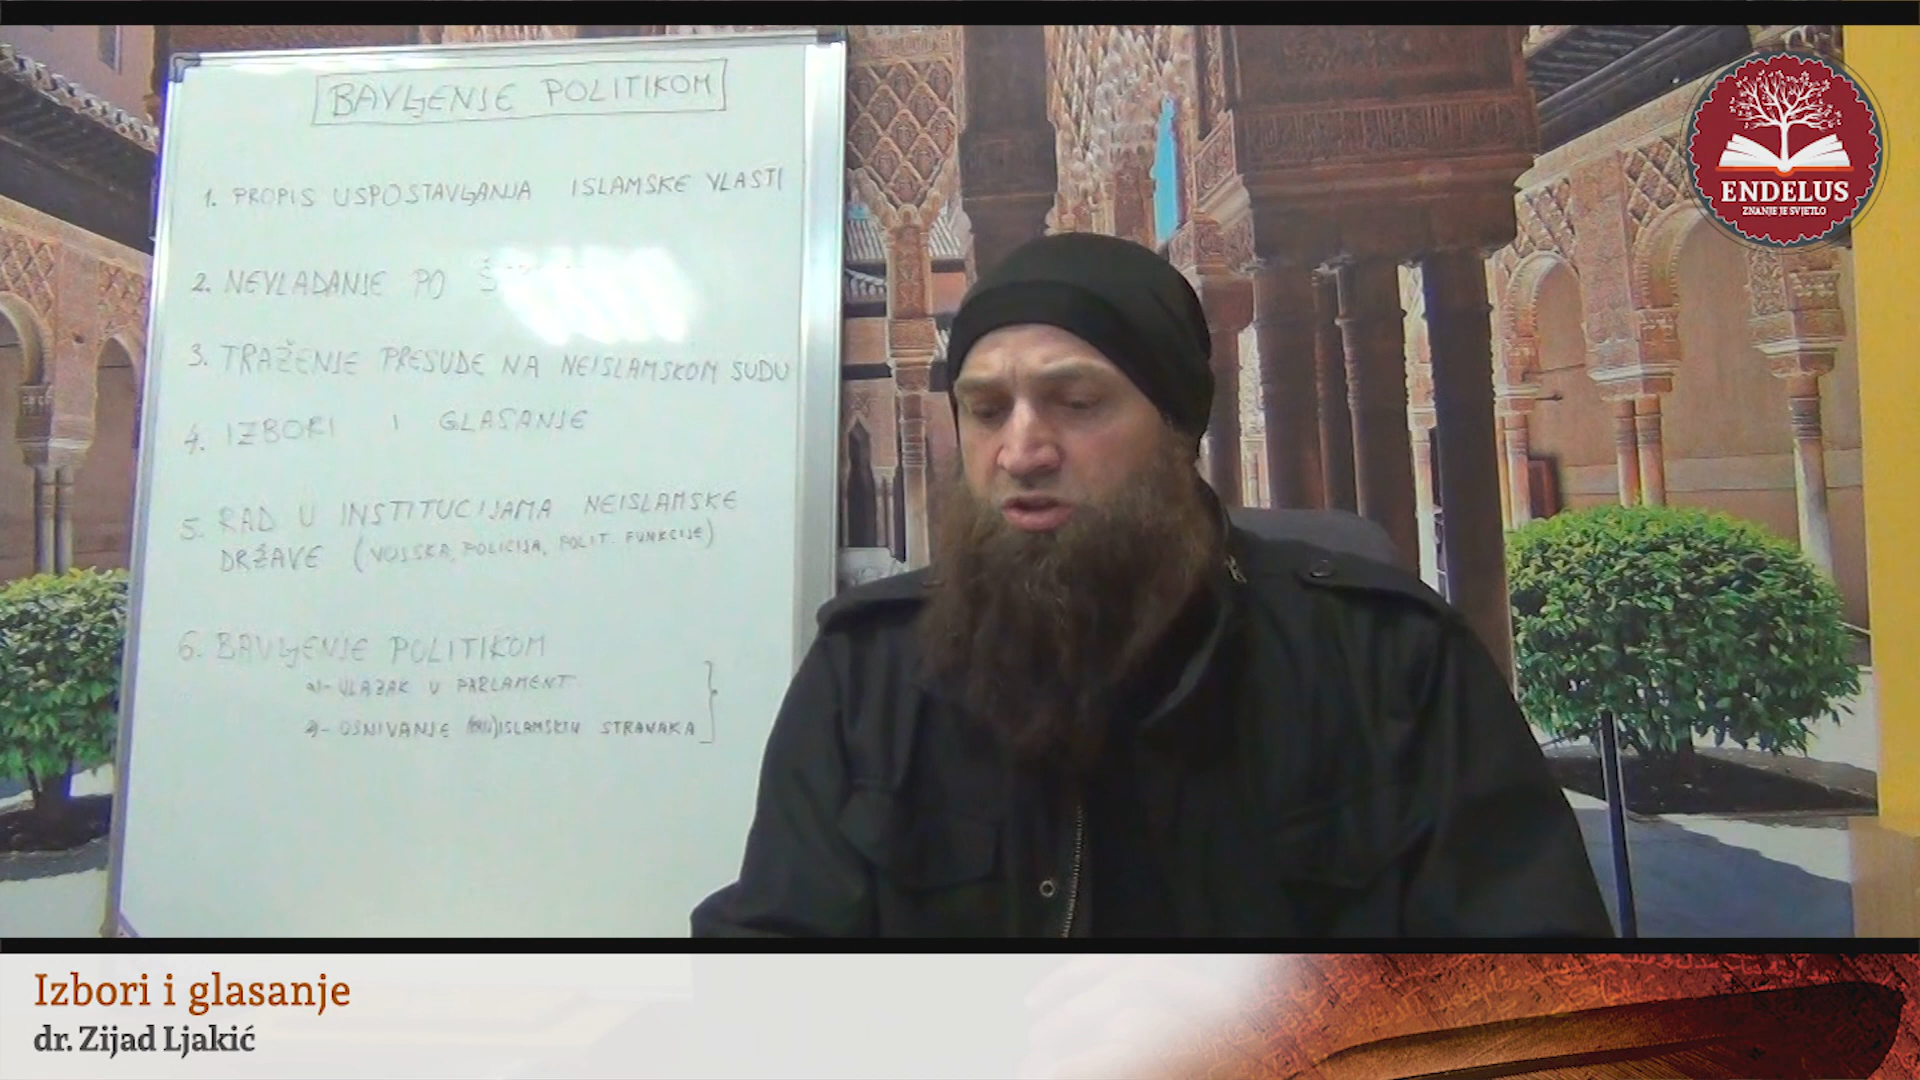 BAVLJENJE POLITIKOM
1. PROPIS USPOSTAVLJANJA ISLAMSKE VLASTI
2. NEVLADANJE PO
3. TRAŽENJE PRESUDE NA NEISLAMSKOM SUDU
4. IZBORI I GLASANJE
5. RAD U INSTITUCIJAMA NEISLAMSKE
DRŽAVE (VOJSKA, POLICIJA, POLIT. FUNKCIJE)
6. BAVLJENJE POLITIKOM
- ULAZAK U PARLAMENT
- OSNIVANJE ISLAMSKIH STRANAKA
ENDELUS
ZNANJE JE SVJETLO
Izbori i glasanje
dr. Zijad Ljakić